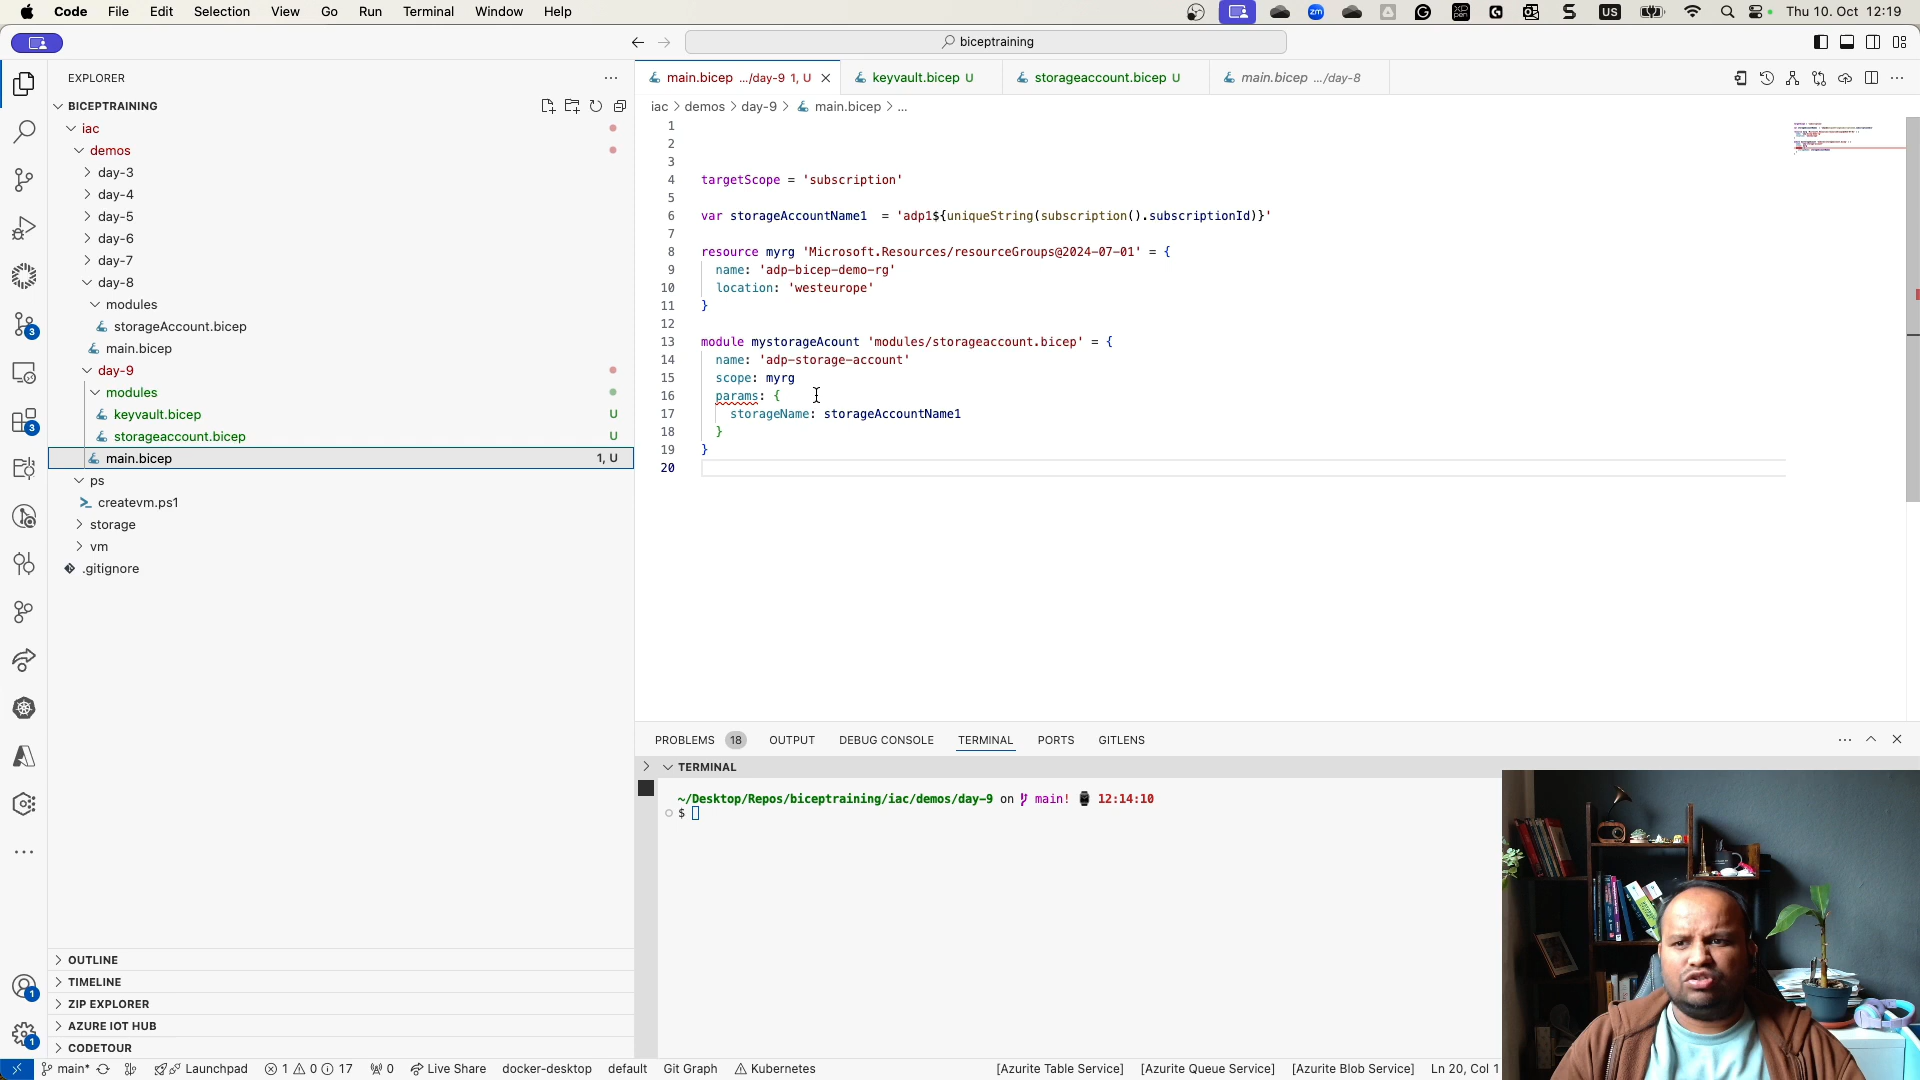 Code File Edit Selection View Go Run Terminal Window Help
zm US Thu 10. Oct 12:19
biceptraining
EXPLORER
BICEPTRAINING
iac
demos
day-3
day-4
day-5
day-6
day-7
day-8
modules
storageAccount.bicep
main.bicep
day-9
modules
keyvault.bicep U
storageaccount.bicep U
main.bicep 1, U
ps
createvm.ps1
storage
vm
.gitignore
OUTLINE
TIMELINE
ZIP EXPLORER
AZURE IOT HUB
CODETOUR
3
3
1
1
main.bicep .../day-9 1, U
keyvault.bicep U
storageaccount.bicep U
main.bicep .../day-8
iac > demos > day-9 > main.bicep > ...
1
2
3
4 targetScope = 'subscription'
5
6 var storageAccountName1  = 'adp1${uniqueString(subscription().subscriptionId)}'
7
8 resource myrg 'Microsoft.Resources/resourceGroups@2024-07-01' = {
9 name: 'adp-bicep-demo-rg'
10 location: 'westeurope'
11 }
12
13 module mystorageAcount 'modules/storageaccount.bicep' = {
14 name: 'adp-storage-account'
15 scope: myrg
16 params: {
17 storageName: storageAccountName1
18 }
19 }
20
PROBLEMS 18 OUTPUT DEBUG CONSOLE TERMINAL PORTS GITLENS
TERMINAL
~/Desktop/Repos/biceptraining/iac/demos/day-9 on main! 12:14:10
$
main* Launchpad 1 0 17 0 Live Share docker-desktop default Git Graph Kubernetes
[Azurite Table Service] [Azurite Queue Service] [Azurite Blob Service] Ln 20, Col 1